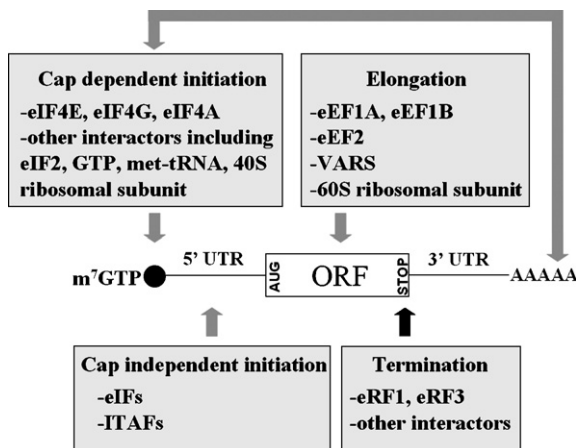 Cap dependent initiation
-eIF4E, eIF4G, eIF4A
-other interactors including
eIF2, GTP, met-tRNA, 40S
ribosomal subunit
Elongation
-eEF1A, eEF1B
-eEF2
-VARS
-60S ribosomal subunit
m⁷GTP
5’ UTR
AUG
ORF
STOP
3’ UTR
AAAAA
Cap independent initiation
-eIFs
-ITAFs
Termination
-eRF1, eRF3
-other interactors